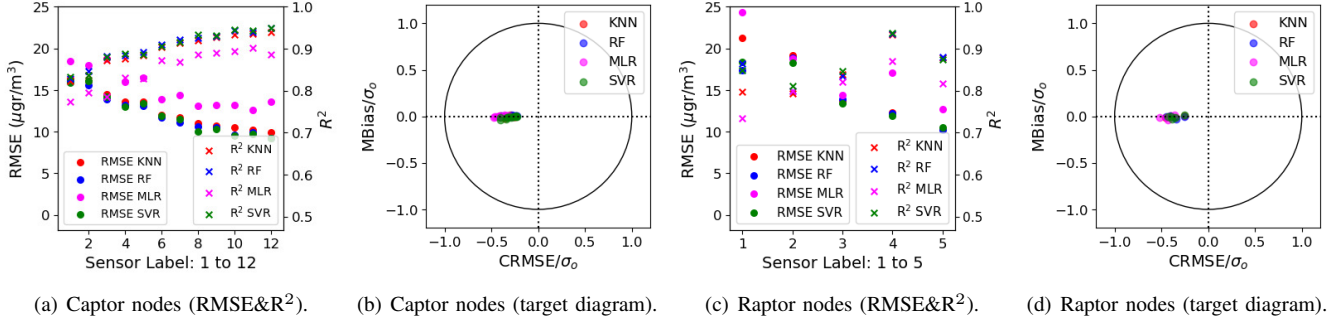 25
20
15
10
5
0
RMSE (μgr/m³)
1.0
0.9
0.8
0.7
0.6
0.5
R²
RMSE KNN
RMSE RF
RMSE MLR
RMSE SVR
R² KNN
R² RF
R² MLR
R² SVR
2 4 6 8 10 12
Sensor Label: 1 to 12
(a) Captor nodes (RMSE&R²).
1.0
0.5
0.0
−0.5
−1.0
MBias/σₒ
KNN
RF
MLR
SVR
−1.0 −0.5 0.0 0.5 1.0
CRMSE/σₒ
(b) Captor nodes (target diagram).
25
20
15
10
5
0
RMSE (μgr/m³)
1.0
0.9
0.8
0.7
0.6
0.5
R²
RMSE KNN
RMSE RF
RMSE MLR
RMSE SVR
R² KNN
R² RF
R² MLR
R² SVR
1 2 3 4 5
Sensor Label: 1 to 5
(c) Raptor nodes (RMSE&R²).
1.0
0.5
0.0
−0.5
−1.0
MBias/σₒ
KNN
RF
MLR
SVR
−1.0 −0.5 0.0 0.5 1.0
CRMSE/σₒ
(d) Raptor nodes (target diagram).